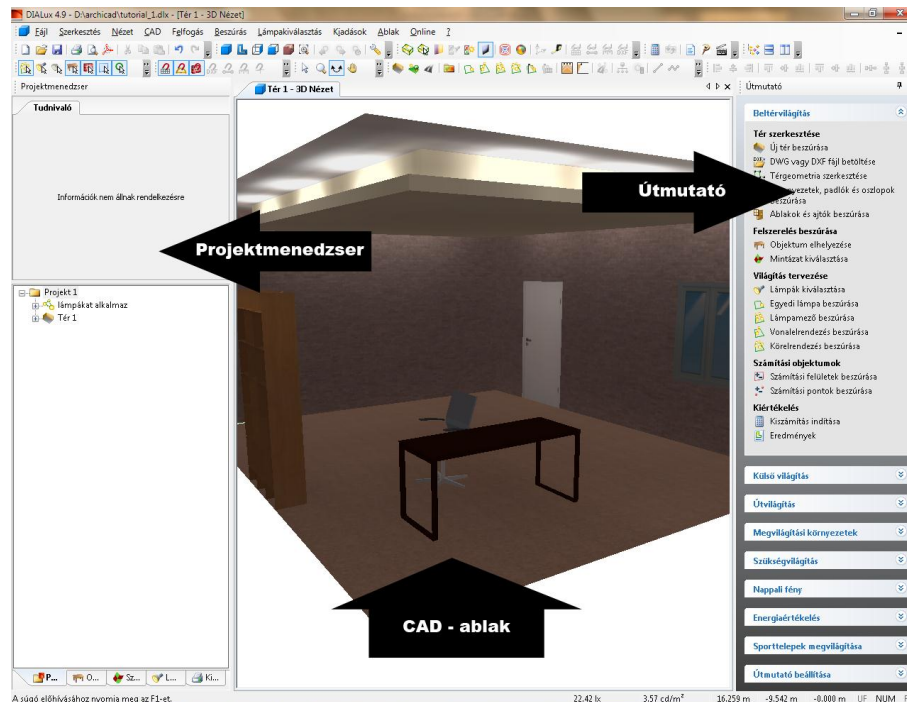 DIALux 4.9 - D:\archicad\tutorial_1.dlx - [Tér 1 - 3D Nézet]
Fájl Szerkesztés Nézet CAD Felfogás Beszúrás Lámpakiválasztás Kjadások Ablak Online ?
Projektmenedzser
Tudnivaló
Információk nem állnak rendelkezésre
Projekt 1
lámpákat alkalmaz
Tér 1
P...
O...
Sz...
L...
Ki...
Tér 1 - 3D Nézet
Projektmenedzser
Útmutató
CAD - ablak
Útmutató
Beltérvilágítás
Tér szerkesztése
Új tér beszúrása
DWG vagy DXF fájl betöltése
Térgeometria szerkesztése
padlók és oszlopok
beszúrása
Ablakok és ajtók beszúrása
Felszerelés beszúrása
Objektum elhelyezése
Mintázat kiválasztása
Világítás tervezése
Lámpák kiválasztása
Egyedi lámpa beszúrása
Lámpamező beszúrása
Vonalelrendezés beszúrása
Körelrendezés beszúrása
Számítási objektumok
Számítási felületek beszúrása
Számítási pontok beszúrása
Kiértékelés
Kiszámítás indítása
Eredmények
Külső világítás
Útvilágítás
Megvilágítási környezetek
Szükségvilágítás
Nappali fény
Energiaértékelés
Sporttelepek megvilágítása
Útmutató beállítása
A súgó előhívásához nyomja meg az F1-et.
22.42 lx 3.57 cd/m² 16.259 m -9.542 m -0.000 m UF NUM